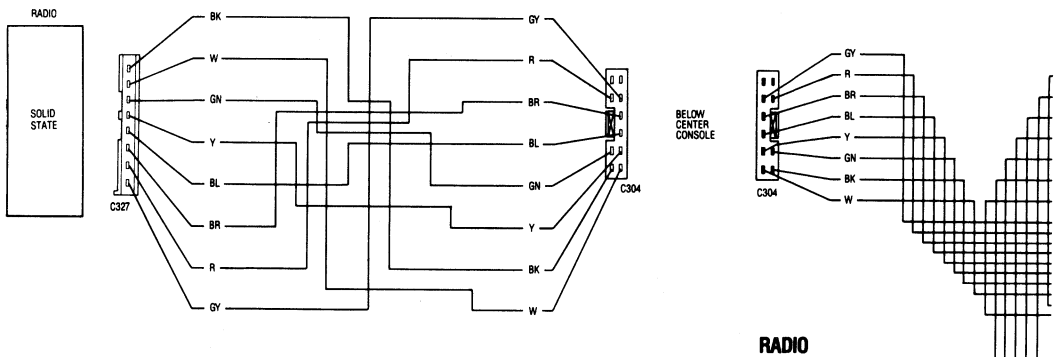 RADIO
SOLID
STATE
C327
BK
W
GN
Y
BL
BR
R
GY
GY
R
BR
BL
GN
Y
BK
W
C304
BELOW
CENTER
CONSOLE
C304
GY
R
BR
BL
Y
GN
BK
W
RADIO